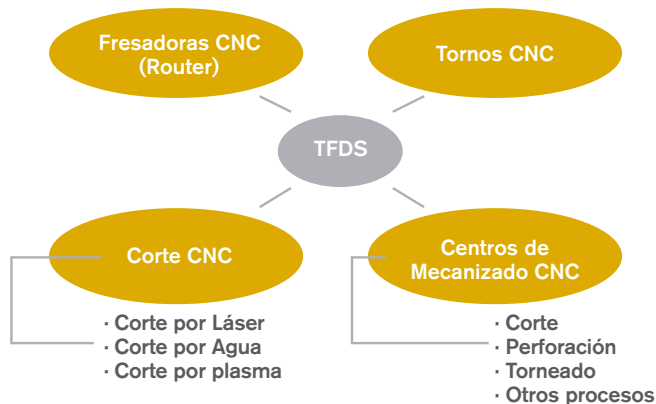 Fresadoras CNC
(Router)
Tornos CNC
TFDS
Corte CNC
Centros de
Mecanizado CNC
· Corte por Láser
· Corte por Agua
· Corte por plasma
· Corte
· Perforación
· Torneado
· Otros procesos